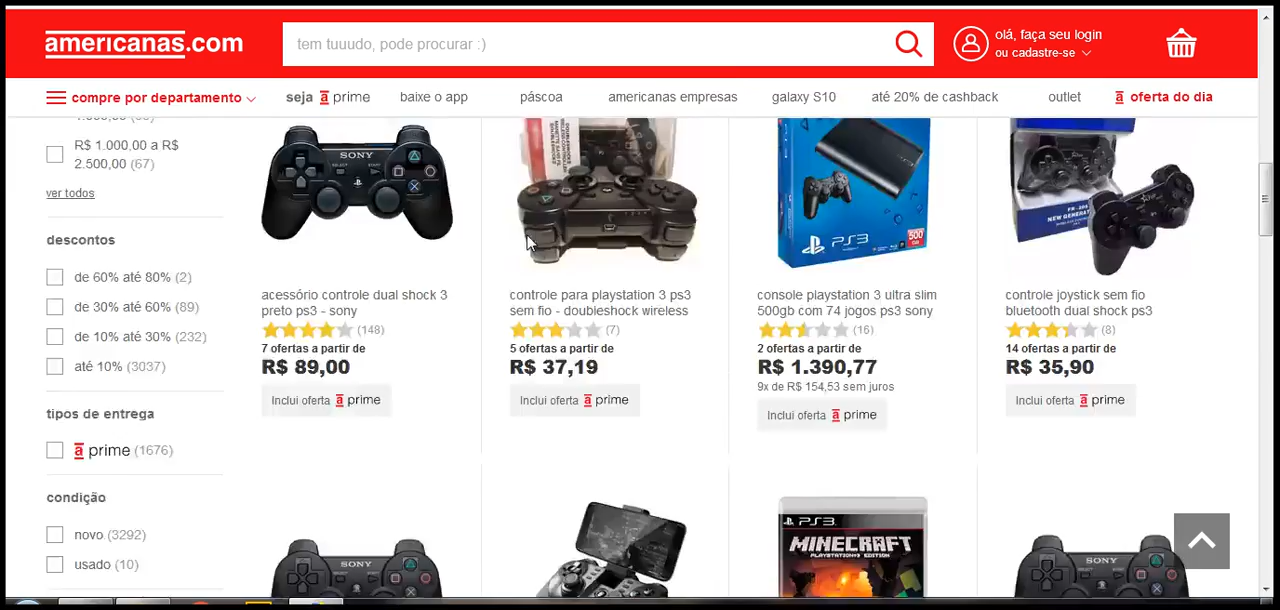 americanas.com
tem tuuudo, pode procurar :)
olá, faça seu login
ou cadastre-se
compre por departamento
seja a prime
baixe o app
páscoa
americanas empresas
galaxy S10
até 20% de cashback
outlet
a oferta do dia
R$ 1.000,00 a R$
2.500,00 (67)
ver todos
descontos
de 60% até 80% (2)
de 30% até 60% (89)
de 10% até 30% (232)
até 10% (3037)
tipos de entrega
a prime (1676)
condição
novo (3292)
usado (10)
SONY
acessório controle dual shock 3
preto ps3 - sony
(148)
7 ofertas a partir de
R$ 89,00
Inclui oferta a prime
controle para playstation 3 ps3
sem fio - doubleshock wireless
(7)
5 ofertas a partir de
R$ 37,19
Inclui oferta a prime
PS3
500
GB
console playstation 3 ultra slim
500gb com 74 jogos ps3 sony
(16)
2 ofertas a partir de
R$ 1.390,77
9x de R$ 154,53 sem juros
Inclui oferta a prime
NEW GENERAT
controle joystick sem fio
bluetooth dual shock ps3
(8)
14 ofertas a partir de
R$ 35,90
Inclui oferta a prime
SONY
PS3
MINECRAFT
PLAYSTATION 3 EDITION
SONY